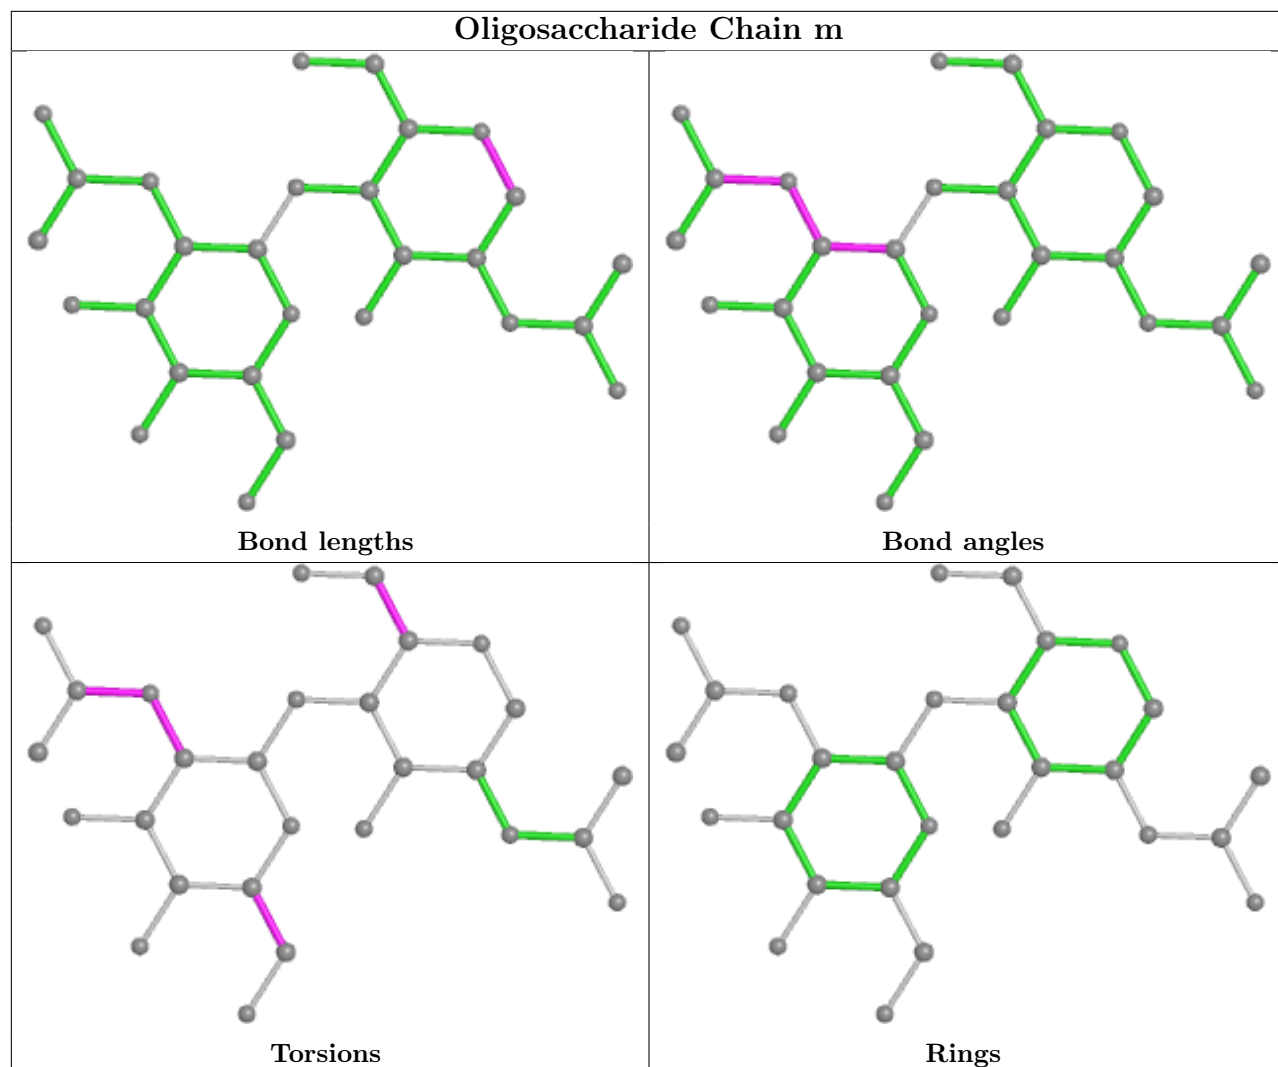 Oligosaccharide Chain m
Bond lengths
Bond angles
Torsions
Rings